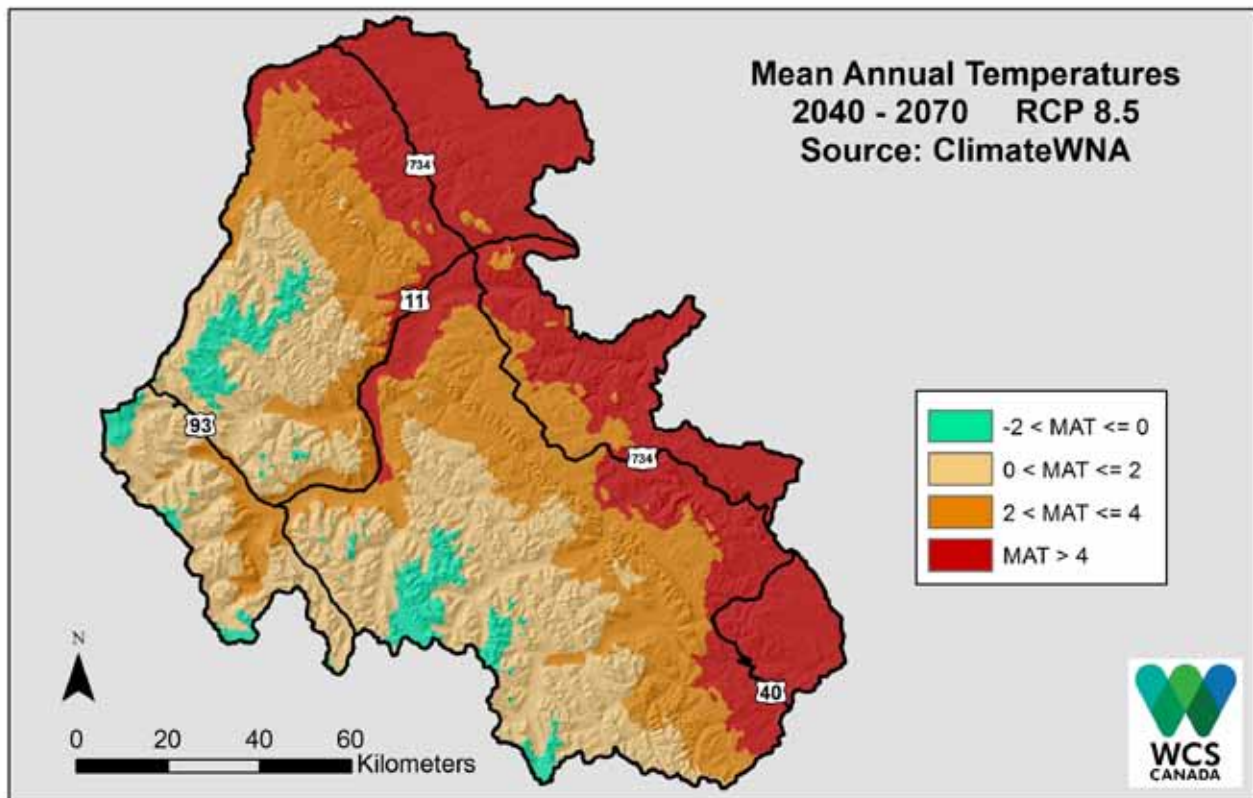 Mean Annual Temperatures
2040 - 2070 RCP 8.5
Source: ClimateWNA
734
11
93
734
40
-2 < MAT <= 0
0 < MAT <= 2
2 < MAT <= 4
MAT > 4
N
0 20 40 60
Kilometers
WCS
CANADA